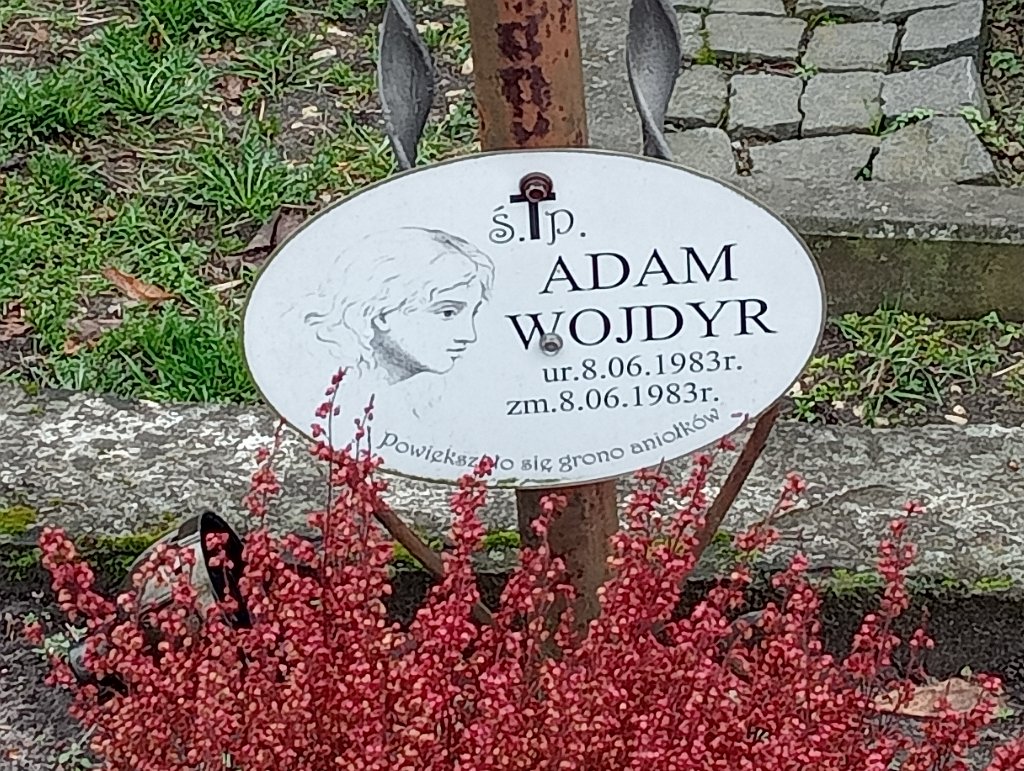 ś.†p.
ADAM
WOJDYR
ur.8.06.1983r.
zm.8.06.1983r.
Powiększyło się grono aniołków